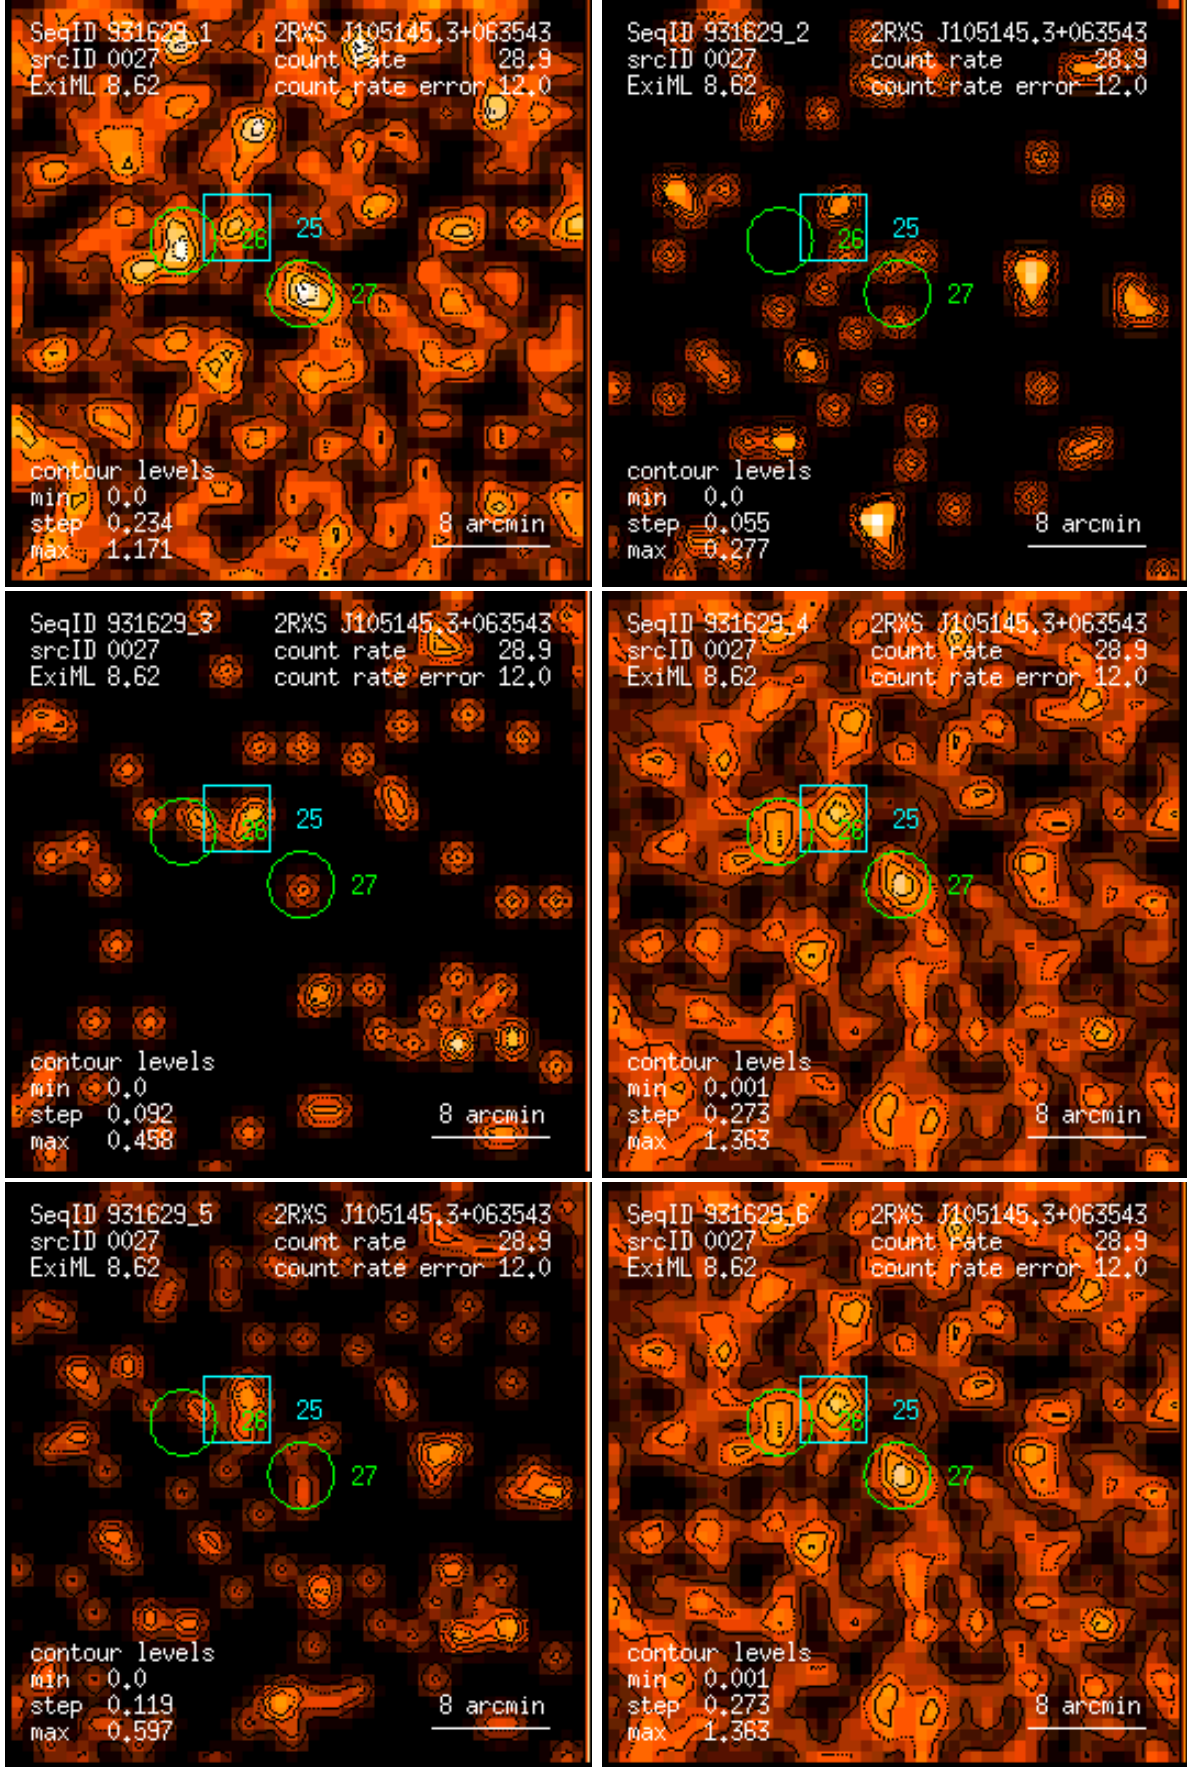 SeqID 931629_1 2RXS J105145.3+063543
srcID 0027 count rate 28.9
ExiML 8.62 count rate error 12.0
26 25
27
contour levels
min 0.0
step 0.234
max 1.171
8 arcmin
SeqID 931629_2 2RXS J105145.3+063543
srcID 0027 count rate 28.9
ExiML 8.62 count rate error 12.0
26 25
27
contour levels
min 0.0
step 0.055
max 0.277
8 arcmin
SeqID 931629_3 2RXS J105145.3+063543
srcID 0027 count rate 28.9
ExiML 8.62 count rate error 12.0
26 25
27
contour levels
min 0.0
step 0.092
max 0.458
8 arcmin
SeqID 931629_4 2RXS J105145.3+063543
srcID 0027 count rate 28.9
ExiML 8.62 count rate error 12.0
26 25
27
contour levels
min 0.001
step 0.273
max 1.363
8 arcmin
SeqID 931629_5 2RXS J105145.3+063543
srcID 0027 count rate 28.9
ExiML 8.62 count rate error 12.0
26 25
27
contour levels
min 0.0
step 0.119
max 0.597
8 arcmin
SeqID 931629_6 2RXS J105145.3+063543
srcID 0027 count rate 28.9
ExiML 8.62 count rate error 12.0
26 25
27
contour levels
min 0.001
step 0.273
max 1.363
8 arcmin